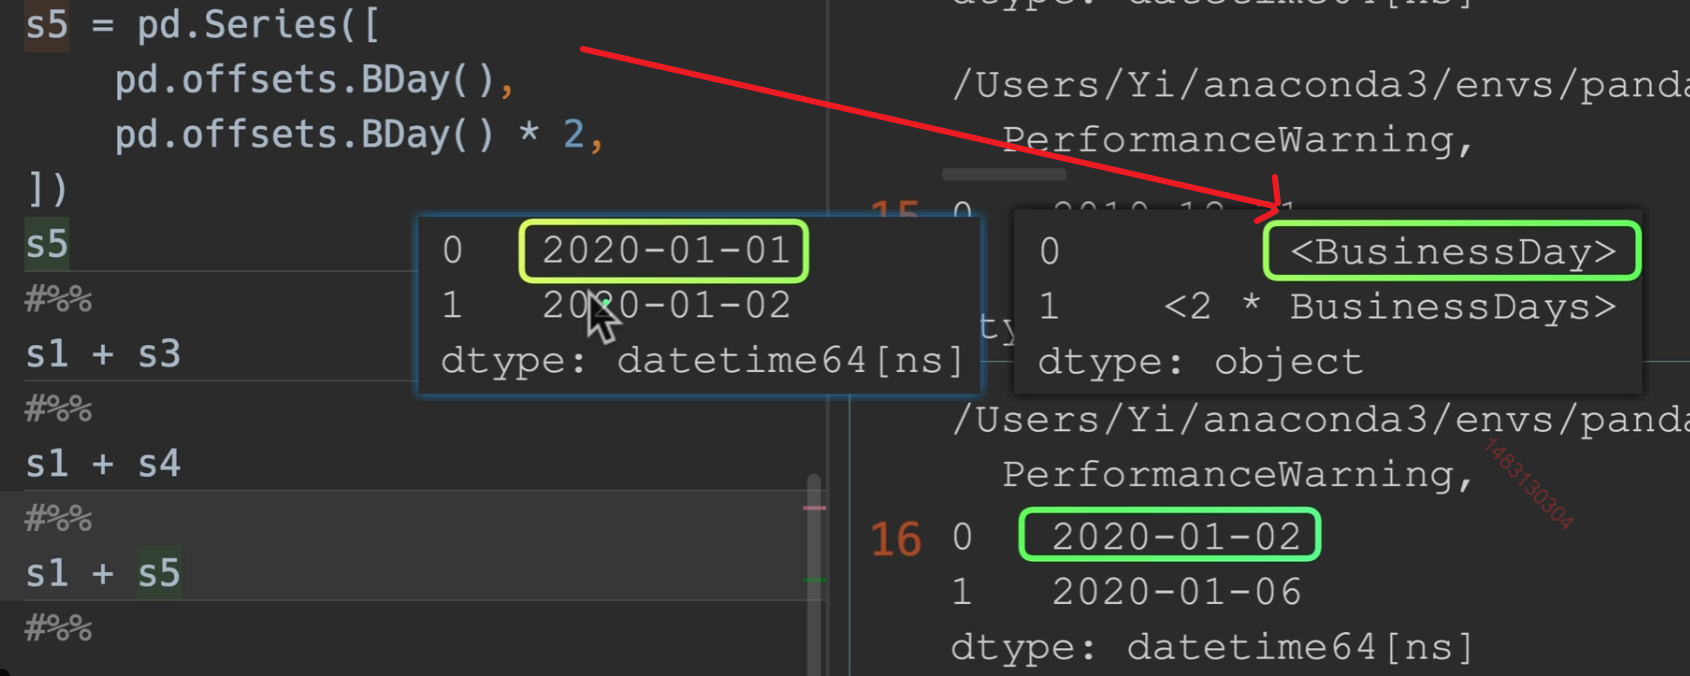 s5 = pd.Series([
pd.offsets.BDay(),
pd.offsets.BDay() * 2,
])
s5
#%%
s1 + s3
#%%
s1 + s4
#%%
s1 + s5
#%%
0 2020-01-01
1 2020-01-02
dtype: datetime64[ns]
dtype: datetime64[ns]
/Users/Yi/anaconda3/envs/panda
PerformanceWarning,
15 0
0 <BusinessDay>
1 <2 * BusinessDays>
dtype: object
/Users/Yi/anaconda3/envs/panda
PerformanceWarning,
1483130304
16 0 2020-01-02
1 2020-01-06
dtype: datetime64[ns]